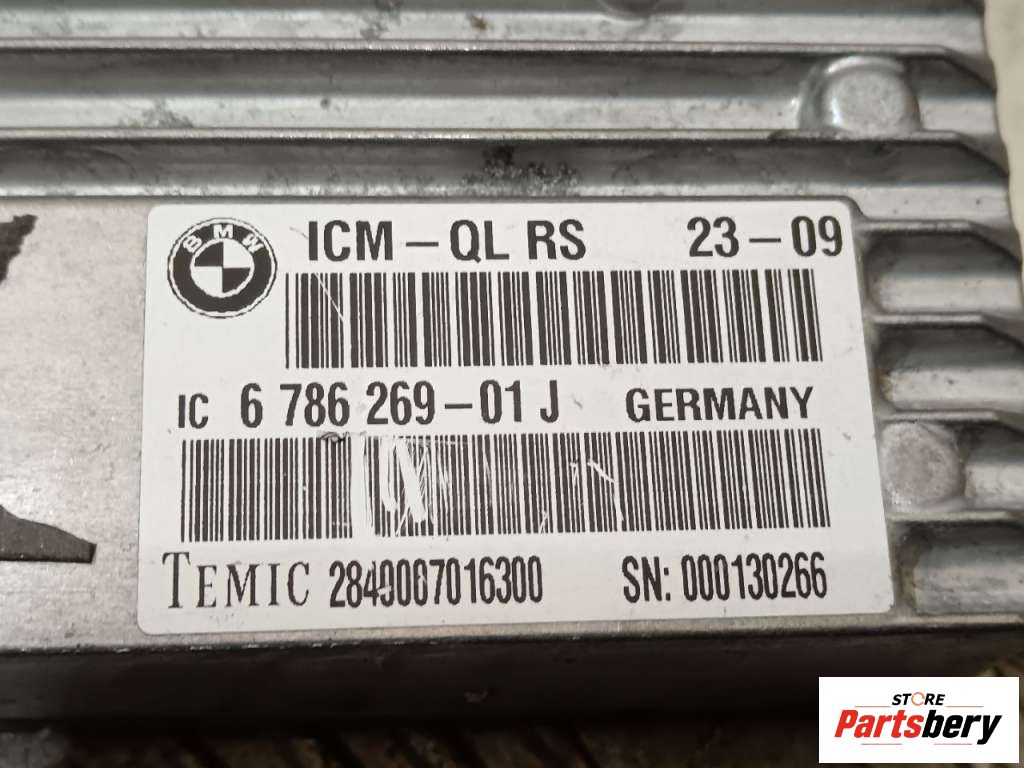 BMW
ICM – QL RS 23 – 09
IC 6 786 269 – 01 J GERMANY
TEMIC 2840007016300 SN: 000130266
STORE
Partsbery